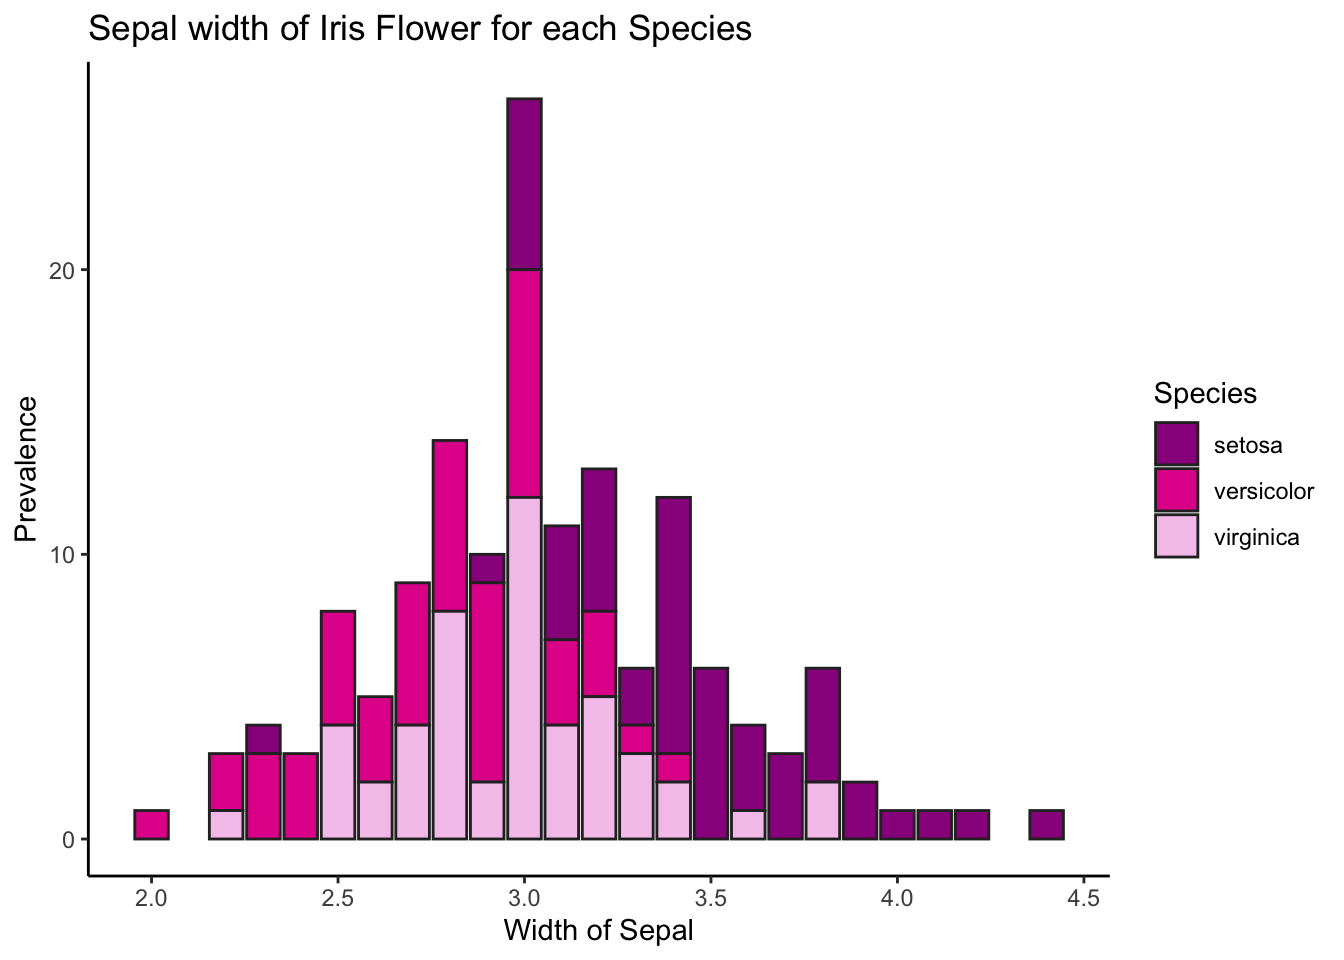 Sepal width of Iris Flower for each Species
Prevalence
20
10
0
2.0 2.5 3.0 3.5 4.0 4.5
Width of Sepal
Species
setosa
versicolor
virginica